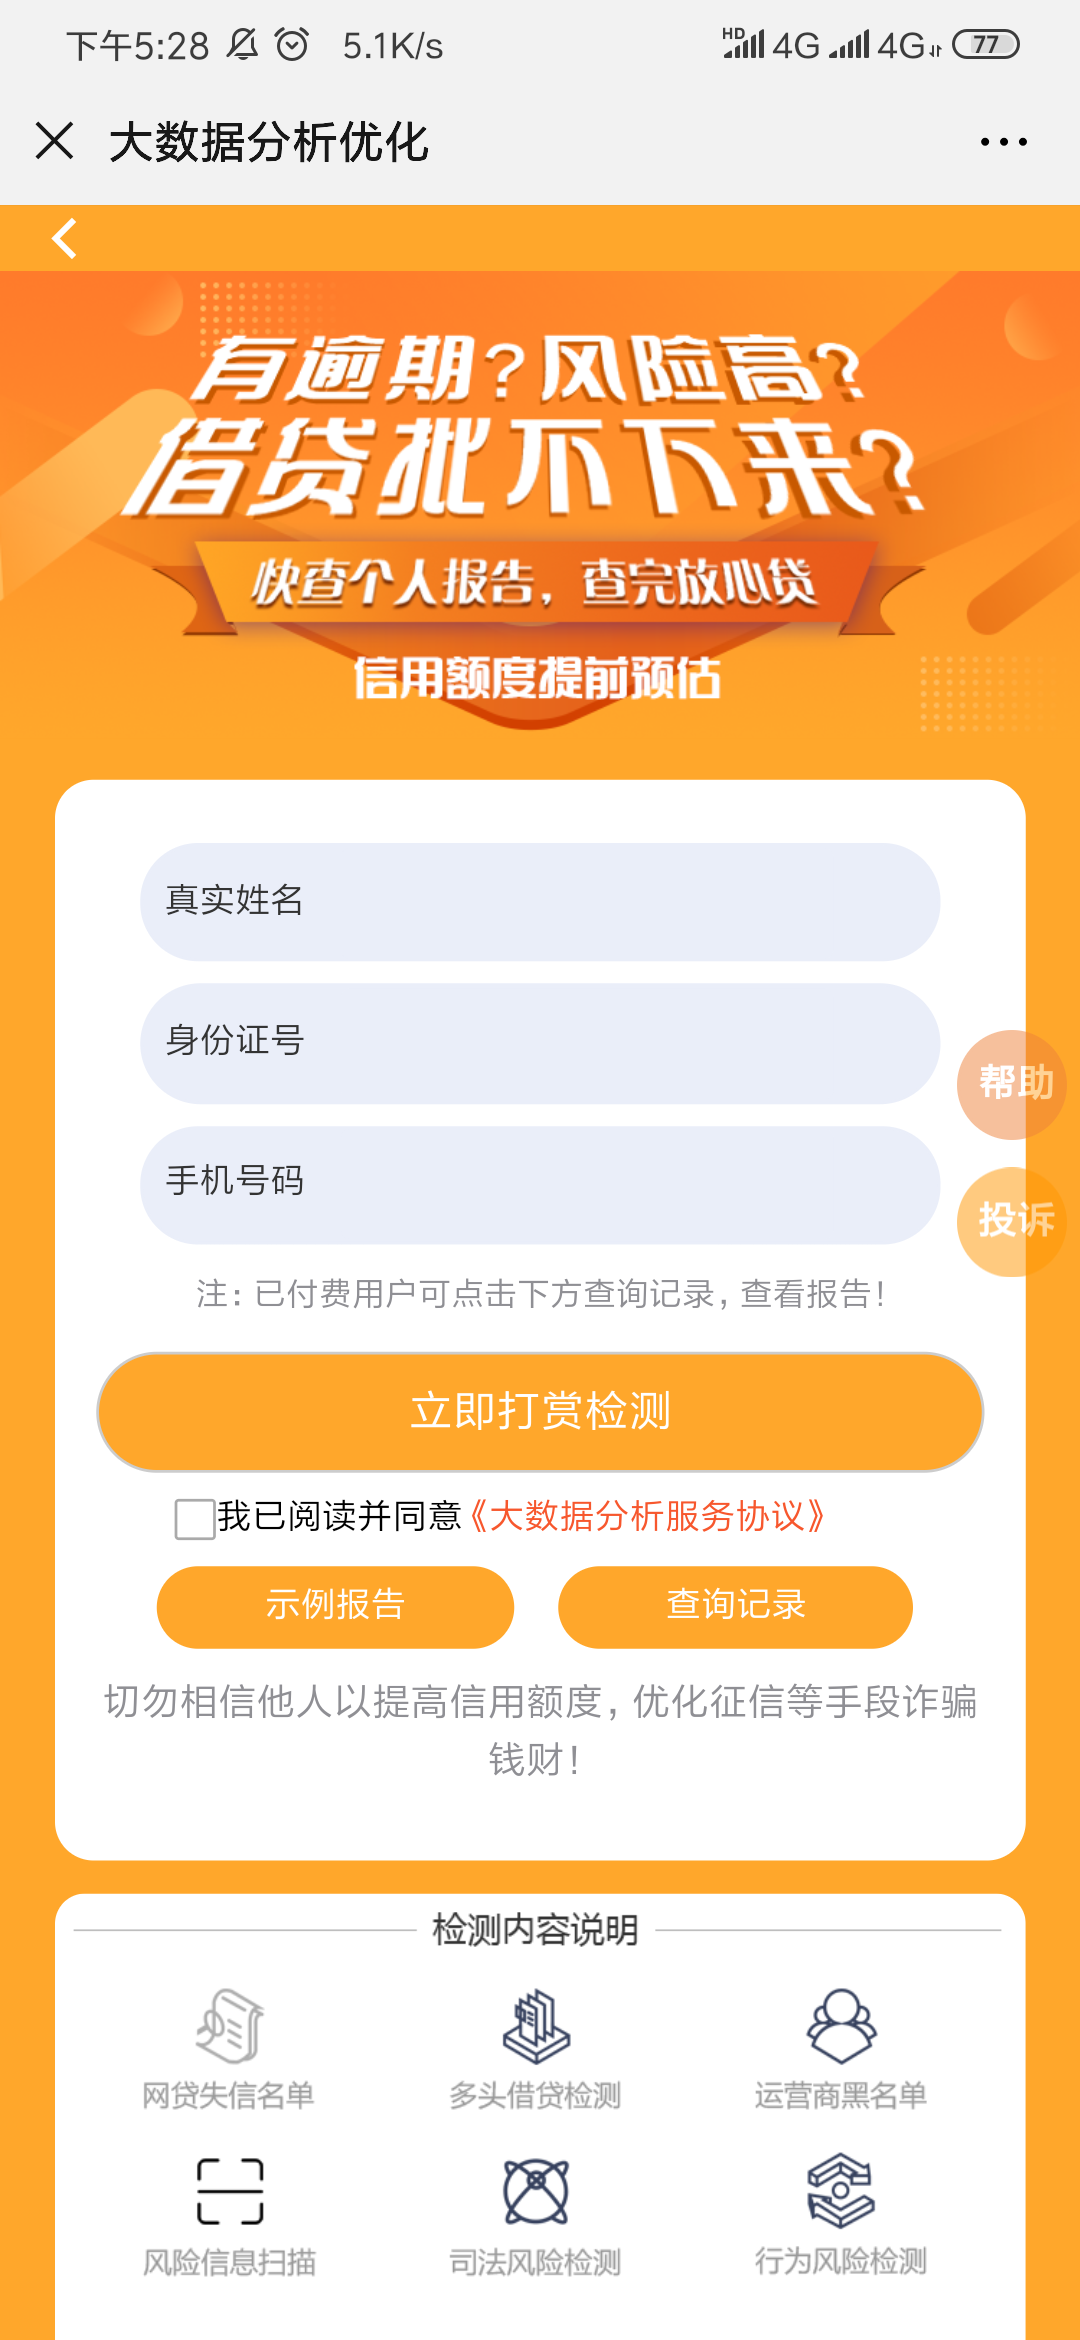 下午5:28 5.1K/s HD 4G 4G 77
大数据分析优化
有逾期?风险高?
借贷批不下来?
快查个人报告，查完放心贷
信用额度提前预估
真实姓名
身份证号
帮助
手机号码
投诉
注：已付费用户可点击下方查询记录，查看报告！
立即打赏检测
我已阅读并同意《大数据分析服务协议》
示例报告 查询记录
切勿相信他人以提高信用额度，优化征信等手段诈骗
钱财！
检测内容说明
网贷失信名单 多头借贷检测 运营商黑名单
风险信息扫描 司法风险检测 行为风险检测